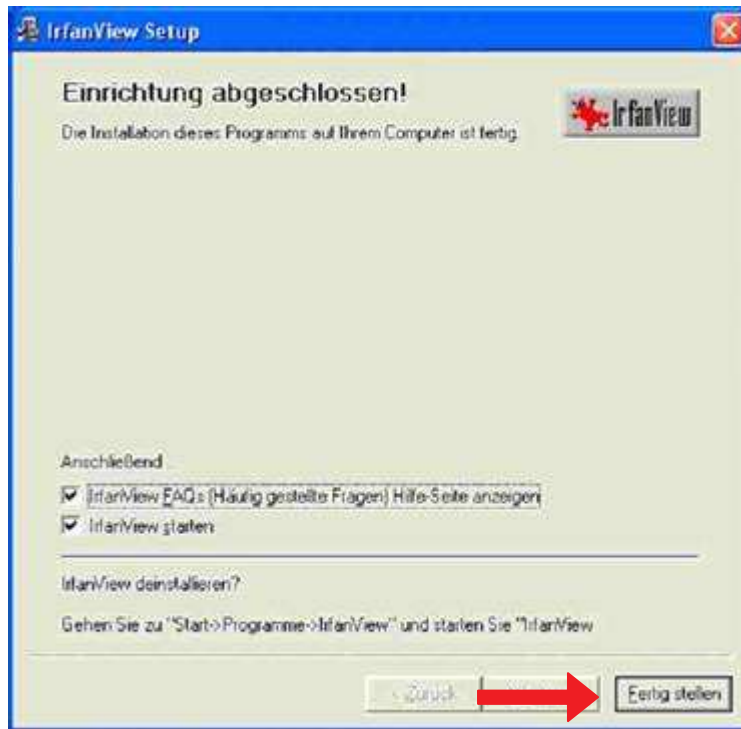 IrfanView Setup
Einrichtung abgeschlossen!
IrfanView
Die Installation dieses Programms auf Ihrem Computer ist fertig.
Anschließend
IrfanView FAQs (Häufig gestellte Fragen) Hilfe-Seite anzeigen
IrfanView starten
IrfanView deinstallieren?
Gehen Sie zu "Start->Programme->IrfanView" und starten Sie "IrfanView
< Zurück
Fertig stellen